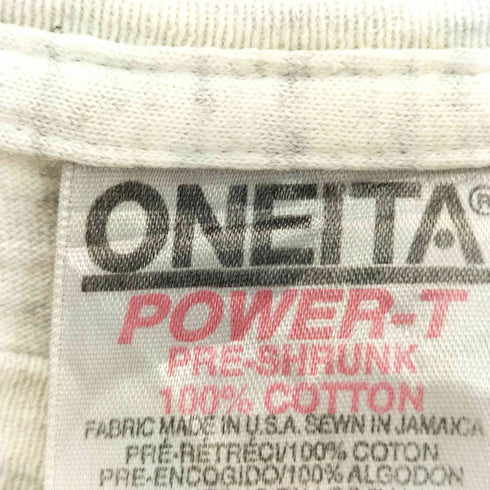 ONEITA®
POWER-T
PRE-SHRUNK
100% COTTON
FABRIC MADE IN U.S.A. SEWN IN JAMAICA
PRÉ-RÉTRÉCI/100% COTON
PRE-ENCOGIDO/100% ALGODON